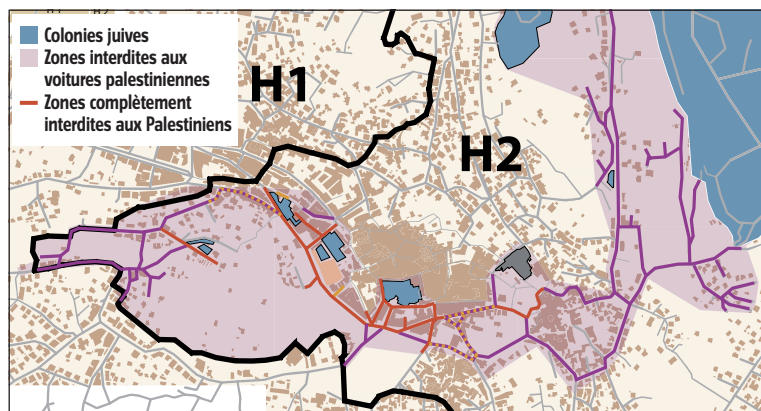 Colonies juives
Zones interdites aux
voitures palestiniennes
Zones complètement
interdites aux Palestiniens
H1
H2